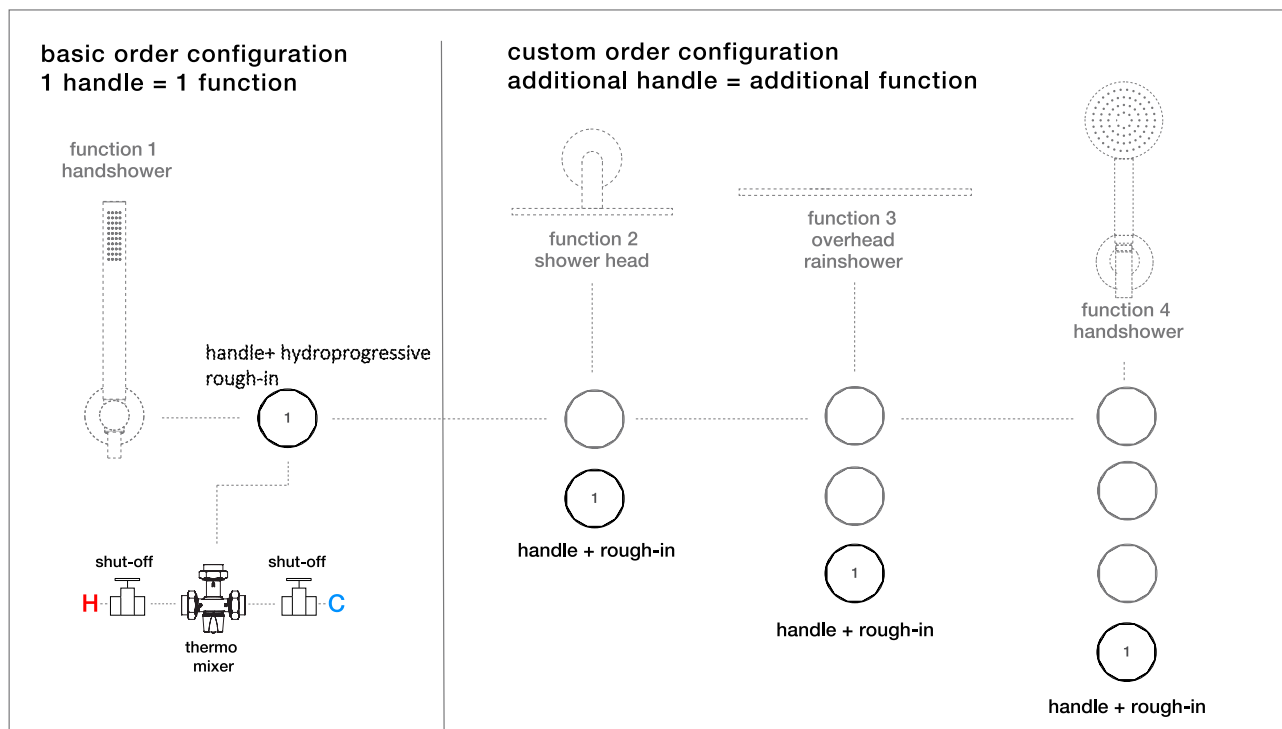 basic order configuration
1 handle = 1 function
function 1
handshower
handle+ hydroprogressive
rough-in
1
shut-off
shut-off
H
C
thermo
mixer
custom order configuration
additional handle = additional function
function 2
shower head
function 3
overhead
rainshower
function 4
handshower
1
handle + rough-in
1
handle + rough-in
1
handle + rough-in